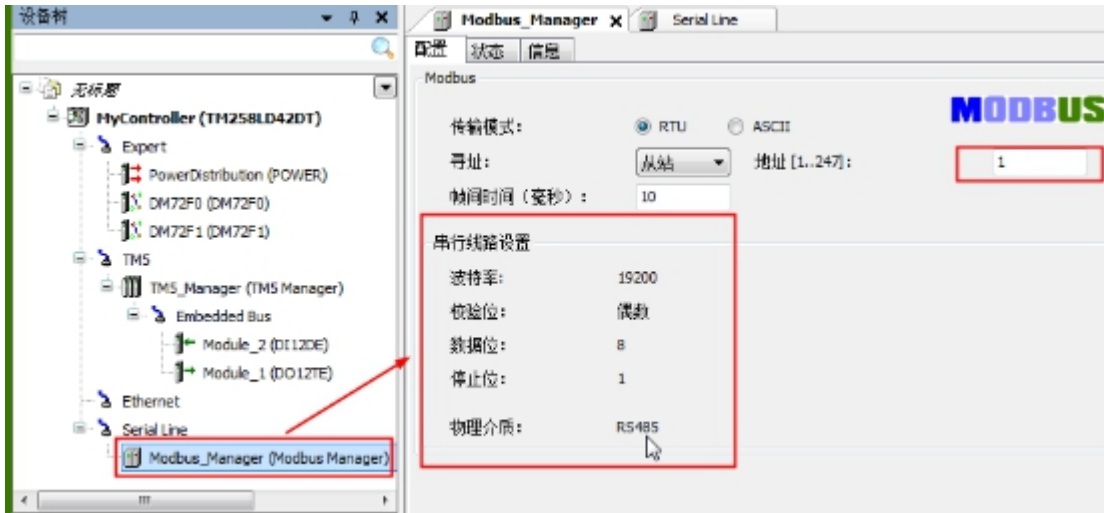 设备树
无标题
MyController (TM258LD42DT)
Expert
PowerDistribution (POWER)
DM72F0 (DM72F0)
DM72F1 (DM72F1)
TM5
TM5_Manager (TM5 Manager)
Embedded Bus
Module_2 (DI12DE)
Module_1 (DO12TE)
Ethernet
Serial Line
Modbus_Manager (Modbus Manager)
Modbus_Manager Serial Line
配置 状态 信息
Modbus
MODBUS
传输模式: RTU ASCII
寻址: 从站 地址 [1..247]: 1
帧间时间 (毫秒): 10
串行线路设置
波特率: 19200
校验位: 偶数
数据位: 8
停止位: 1
物理介质: RS485